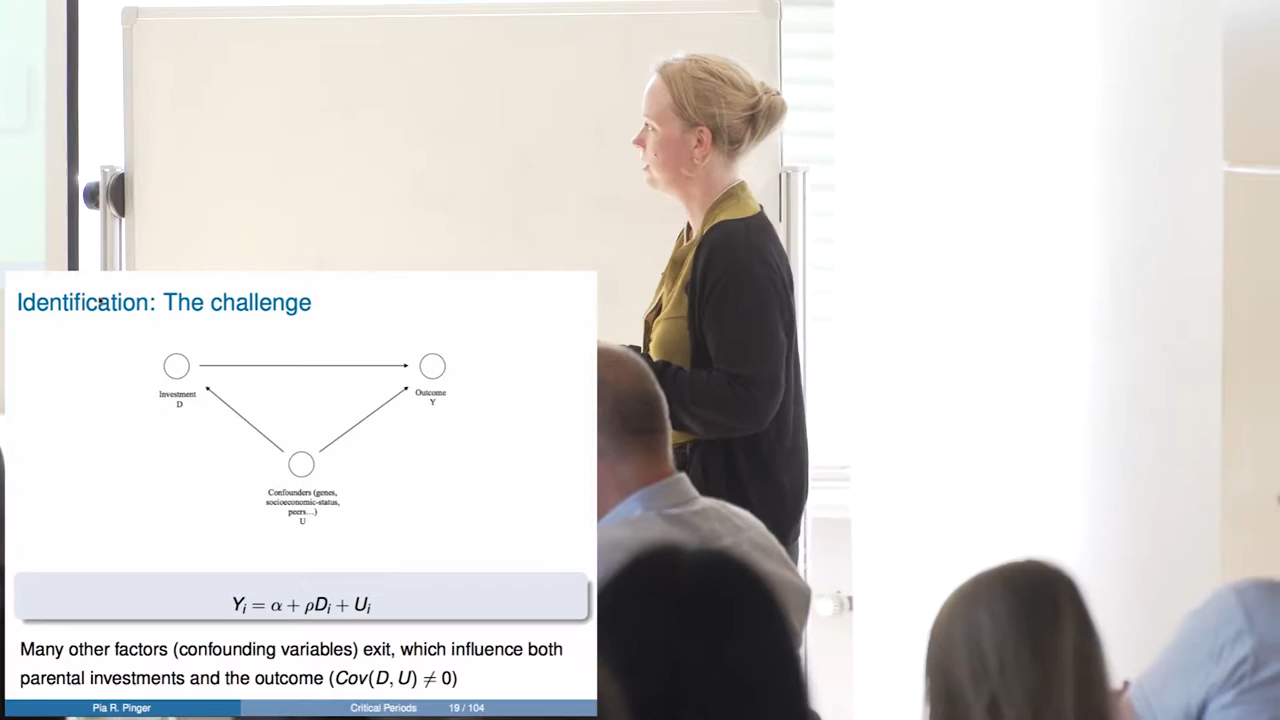 Identification: The challenge
Investment
D
Outcome
Y
Confounders (genes,
socioeconomic-status,
peers...)
U
Yi = α + ρDi + Ui
Many other factors (confounding variables) exit, which influence both
parental investments and the outcome (Cov(D, U) ≠ 0)
Pia R. Pinger Critical Periods 19 / 104